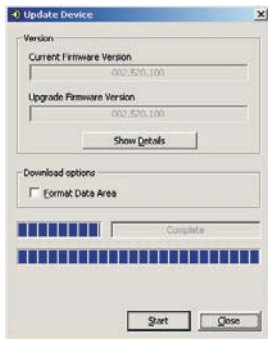 Update Device
Version
Current Firmware Version
002.520.100
Upgrade Firmware Version
002.520.100
Show Details
Download options
Format Data Area
Complete
Start
Close